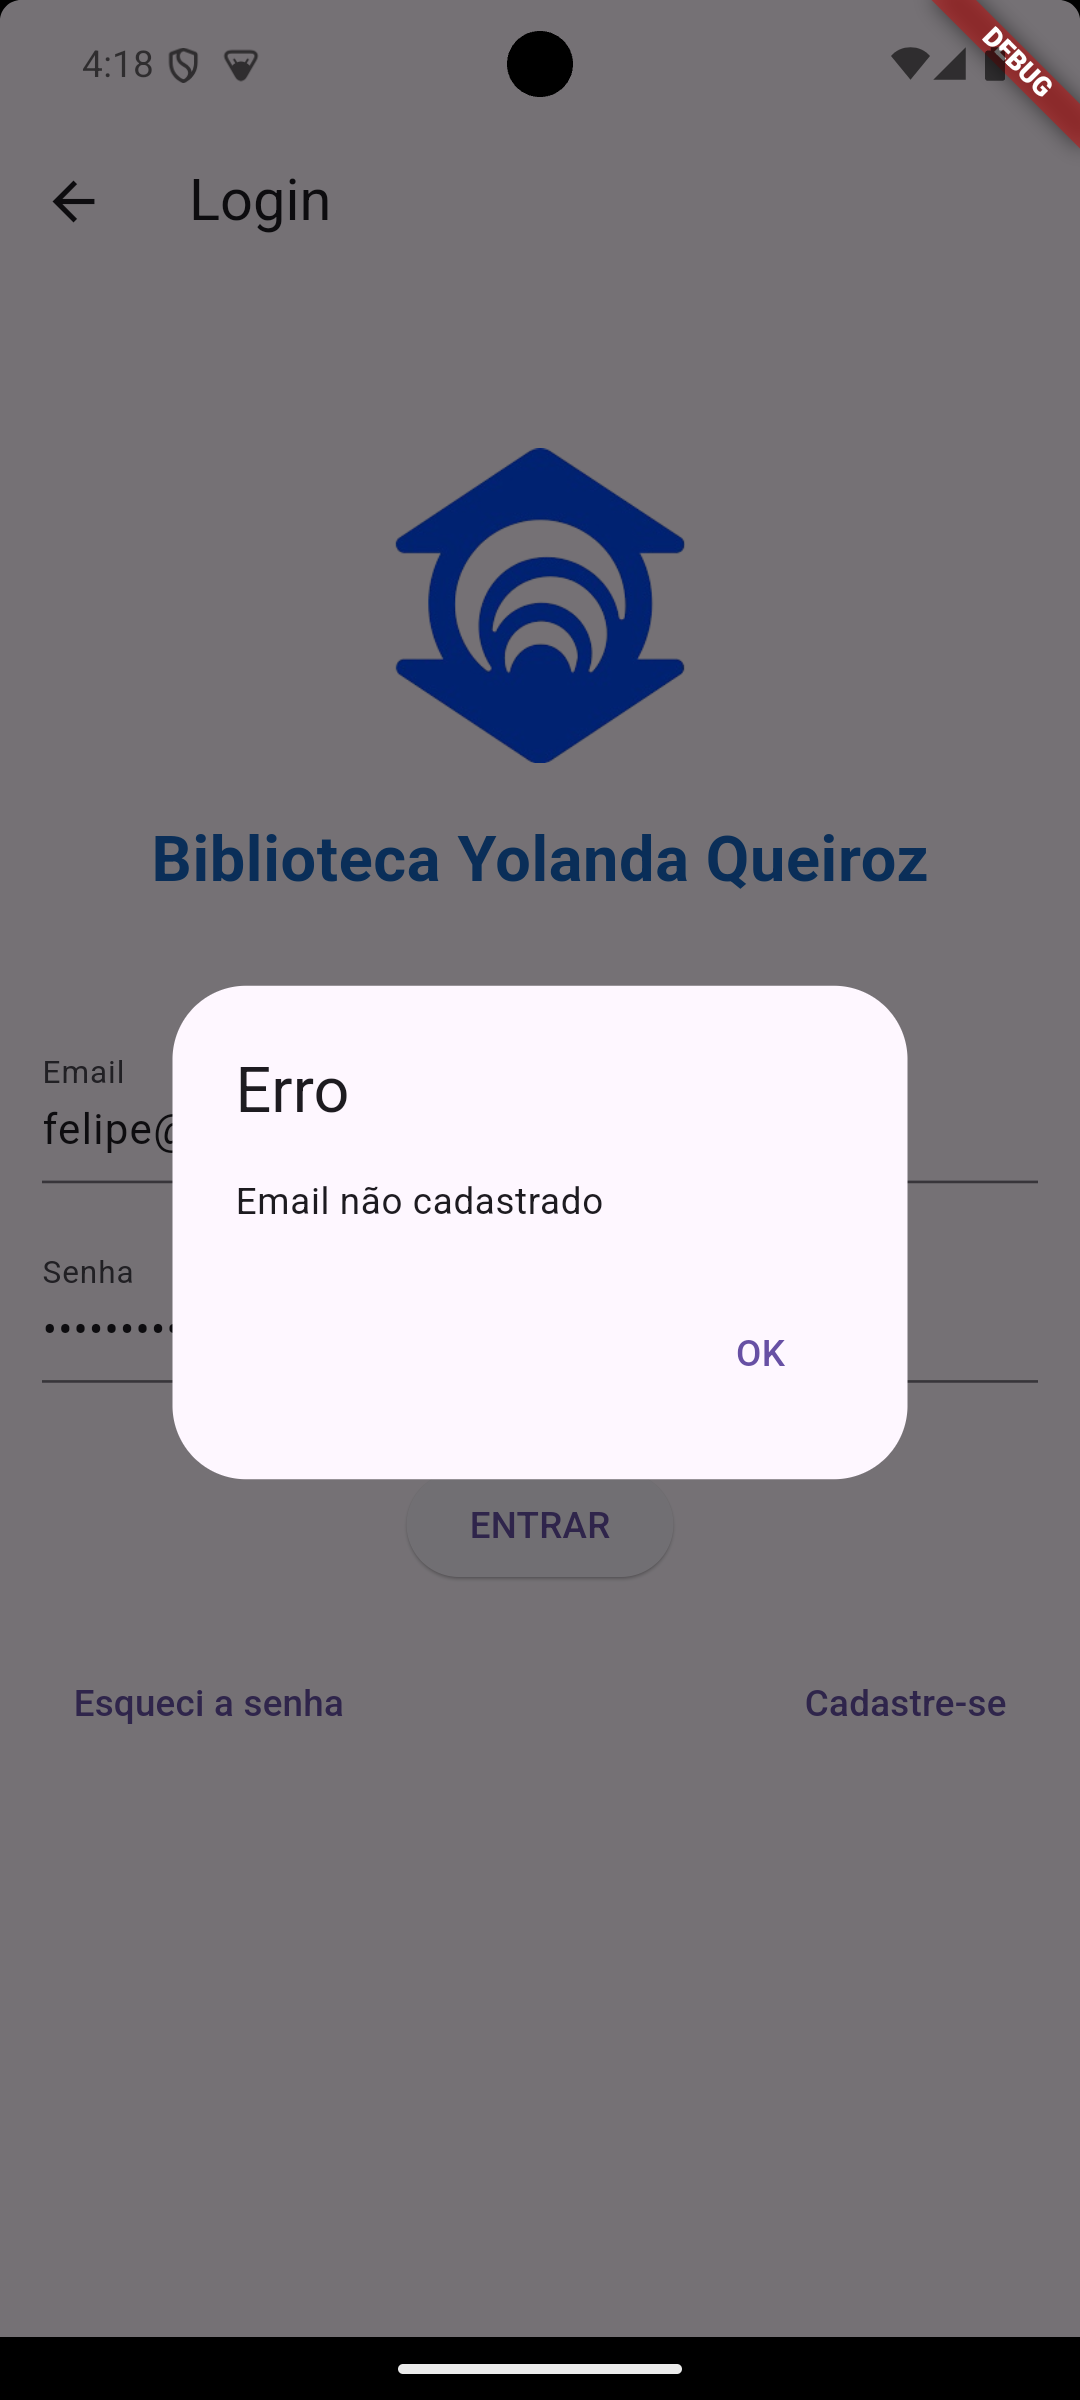 4:18
DEBUG
Login
Biblioteca Yolanda Queiroz
Email
felipe@
Erro
Email não cadastrado
Senha
OK
ENTRAR
Esqueci a senha
Cadastre-se